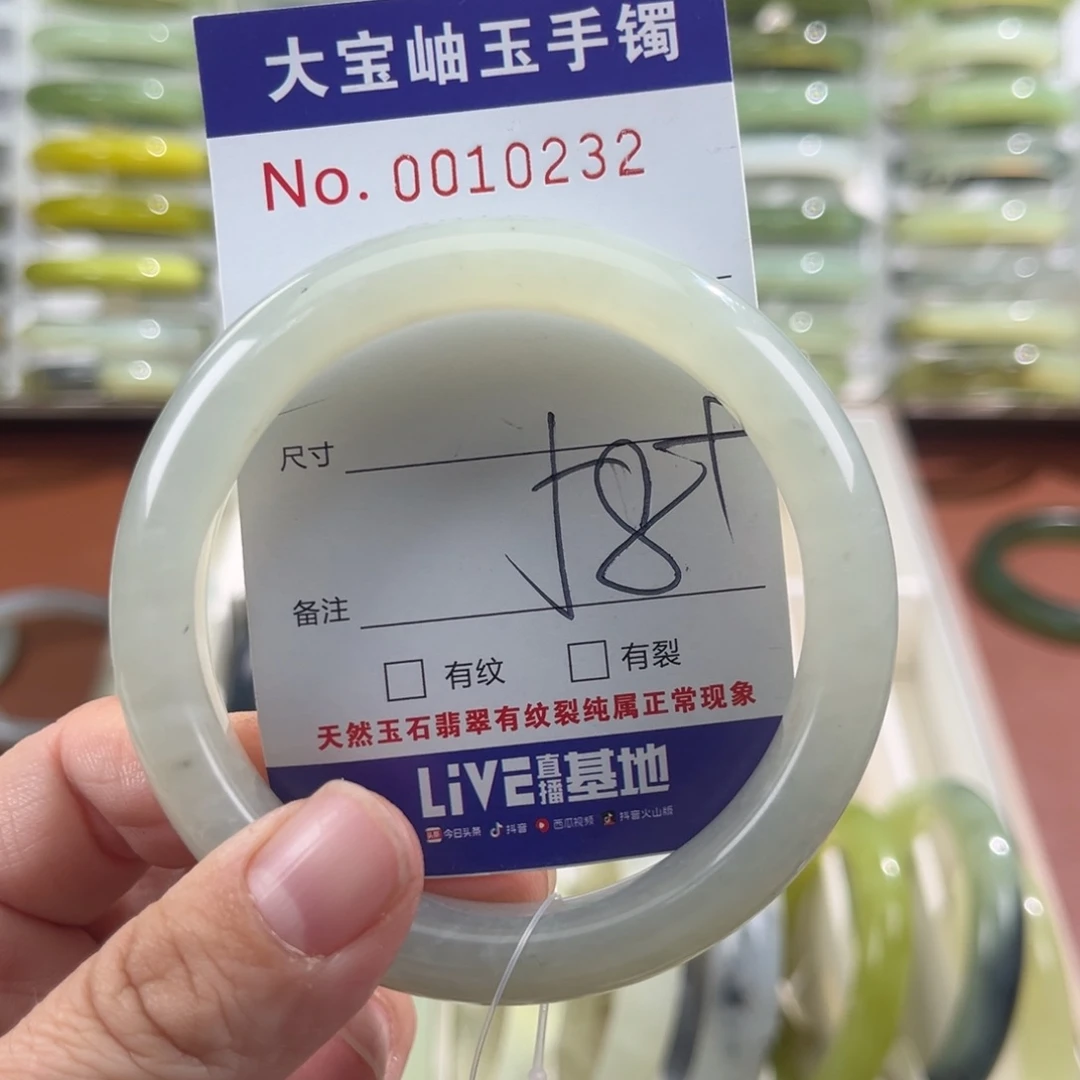 大宝岫玉手镯
No. 0010232
尺寸
58
备注
有纹 有裂
天然玉石翡翠有纹裂纯属正常现象
LiVE直播基地
今日头条 抖音 西瓜视频 抖音火山版